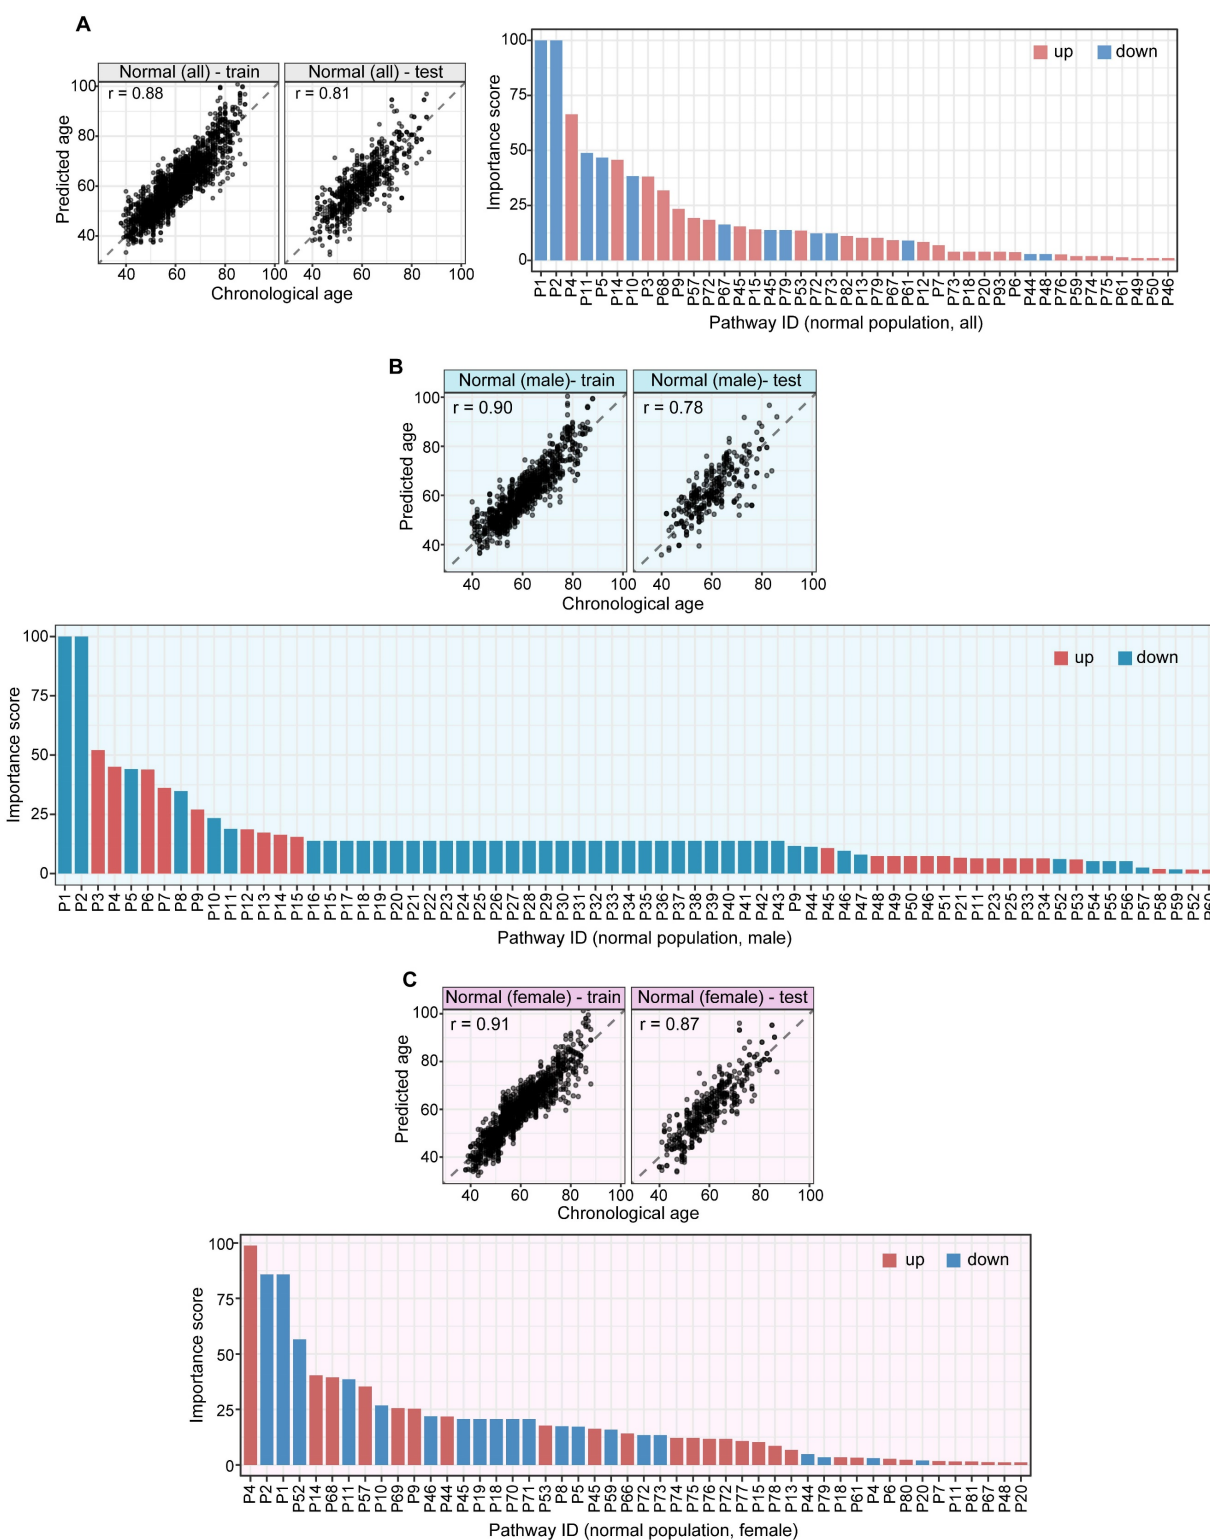 A
Normal (all) - train
Normal (all) - test
r = 0.88
r = 0.81
Predicted age
100
80
60
40
40 60 80 100
40 60 80 100
Chronological age
up down
Importance score
100
75
50
25
0
P1 P2 P4 P11 P5 P14 P10 P3 P68 P9 P57 P72 P67 P45 P15 P45 P79 P53 P72 P73 P82 P13 P79 P67 P61 P12 P7 P73 P18 P20 P93 P6 P44 P48 P76 P59 P74 P75 P61 P49 P50 P46
Pathway ID (normal population, all)
B
Normal (male)- train
Normal (male)- test
r = 0.90
r = 0.78
Predicted age
100
80
60
40
40 60 80 100
40 60 80 100
Chronological age
up down
Importance score
100
75
50
25
0
P1 P2 P3 P4 P5 P6 P7 P8 P9 P10 P11 P12 P13 P14 P15 P16 P15 P17 P18 P19 P20 P21 P22 P23 P24 P25 P26 P27 P28 P29 P30 P31 P32 P33 P34 P35 P36 P37 P38 P39 P40 P41 P42 P43 P9 P44 P45 P46 P47 P48 P49 P50 P46 P51 P21 P11 P23 P25 P33 P34 P52 P53 P54 P55 P56 P57 P58 P59 P52
Pathway ID (normal population, male)
C
Normal (female) - train
Normal (female) - test
r = 0.91
r = 0.87
Predicted age
100
80
60
40
40 60 80 100
40 60 80 100
Chronological age
up down
Importance score
100
75
50
25
0
P4 P2 P1 P52 P14 P68 P11 P57 P10 P69 P9 P46 P44 P45 P19 P18 P70 P71 P53 P8 P5 P45 P59 P66 P72 P73 P74 P75 P76 P72 P77 P15 P78 P13 P44 P79 P18 P61 P4 P6 P80 P20 P7 P11 P81 P67 P48 P20
Pathway ID (normal population, female)